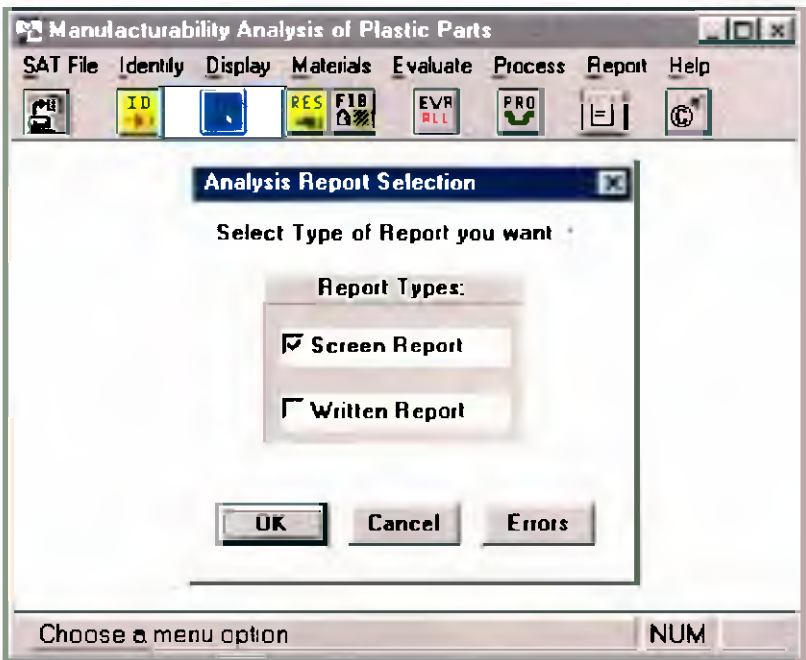 Manufacturability Analysis of Plastic Parts
SAT File Identify Display Materials Evaluate Process Report Help
ID RES FIB EVA ALL PRO ©
Analysis Report Selection
Select Type of Report you want
Report Types:
Screen Report
Written Report
OK Cancel Errors
Choose a menu option NUM